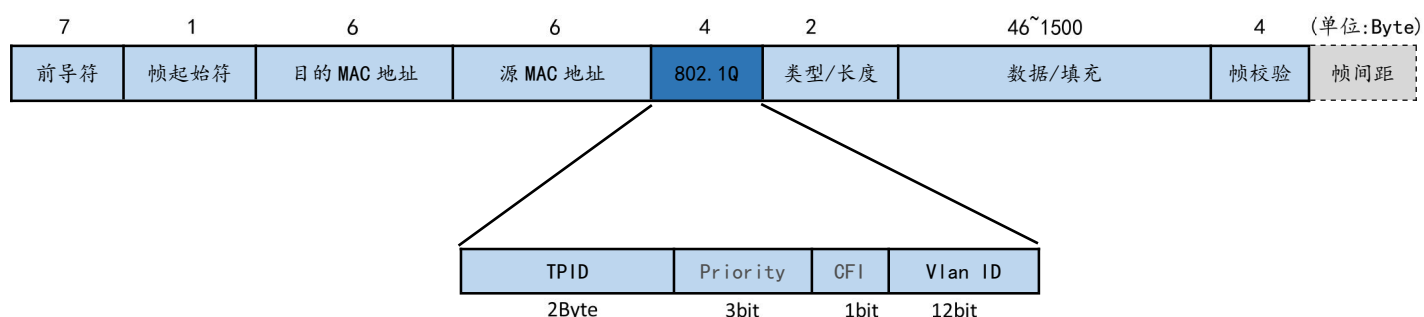 7 1 6 6 4 2 46~1500 4 (单位:Byte)
前导符 帧起始符 目的 MAC 地址 源 MAC 地址 802.1Q 类型/长度 数据/填充 帧校验 帧间距
TPID Priority CFI Vlan ID
2Byte 3bit 1bit 12bit